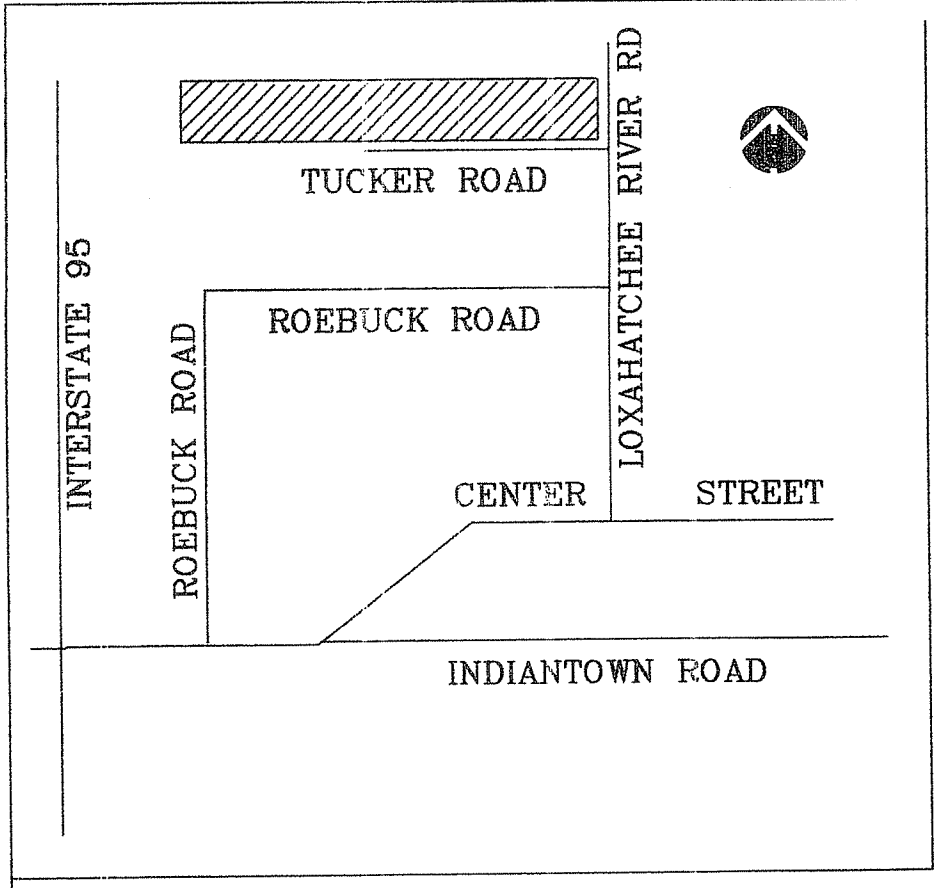 LOXAHATCHEE RIVER RD
TUCKER ROAD
INTERSTATE 95
ROEBUCK ROAD
ROEBUCK ROAD
CENTER STREET
INDIANTOWN ROAD